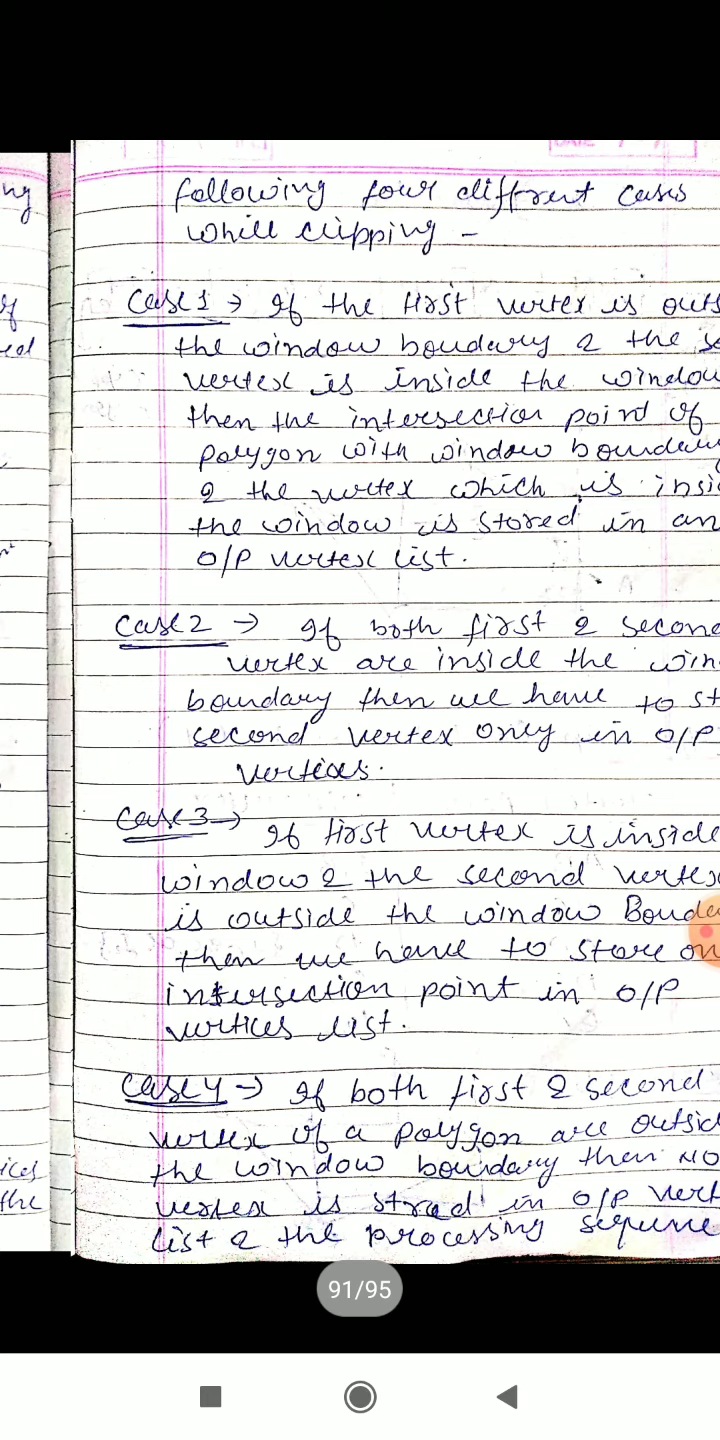 following four different cases
while clipping -
ng
Case 1 → If the first vertex is outs
the window boundary & the se
vertex is inside the window
then the intersection point of
polygon with window boundary
& the vertex which is insi
the window is stored in an
O/P vertex list.
Case 2 → If both first & second
vertex are inside the win
boundary then we have to st
second vertex only in O/P
vertices.
Case 3 → If first vertex is inside
window & the second vertex
is outside the window Bounda
then we have to store on
intersection point in O/P
vertices list.
Case 4 → If both first & second
vertex of a polygon are outsid
the window boundary then NO
vertex is strad in O/P vert
list & the processing sequence
ices
the
91/95